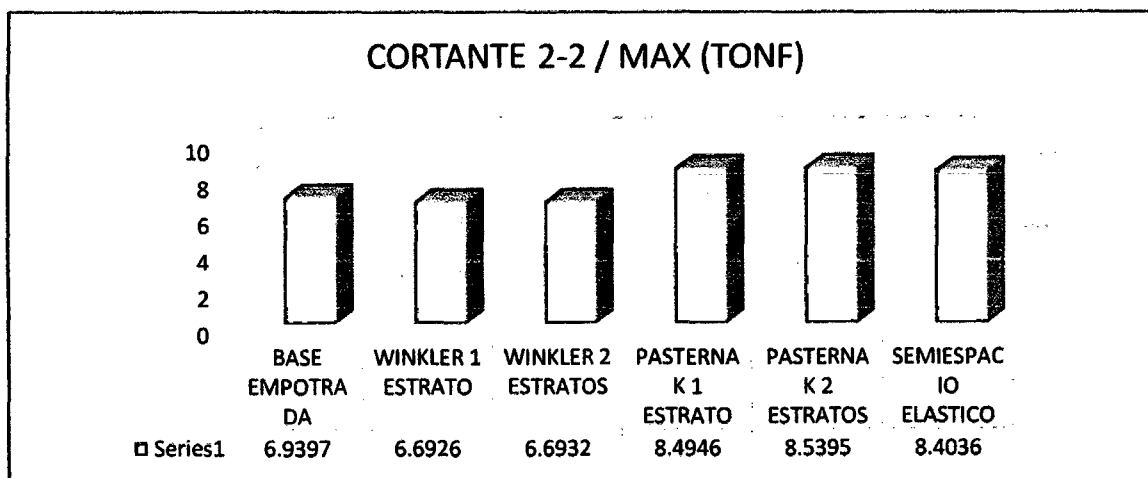 CORTANTE 2-2 / MAX (TONF)
10
8
6
4
2
0
BASE EMPOTRA DA
WINKLER 1 ESTRATO
WINKLER 2 ESTRATOS
PASTERNA K 1 ESTRATO
PASTERNA K 2 ESTRATOS
SEMIESPAC IO ELASTICO
Series1 6.9397 6.6926 6.6932 8.4946 8.5395 8.4036